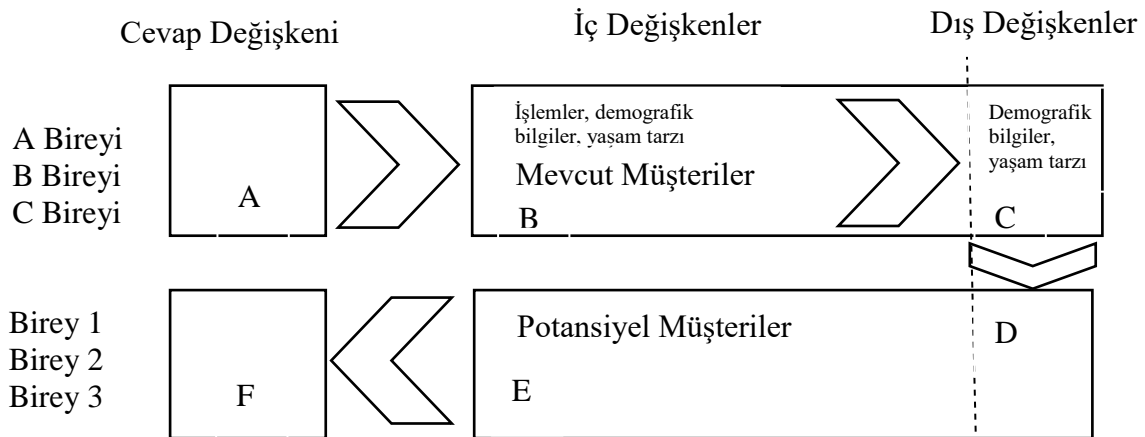 Cevap Değişkeni
İç Değişkenler
Dış Değişkenler
A Bireyi
B Bireyi
C Bireyi
A
İşlemler, demografik
bilgiler, yaşam tarzı
Mevcut Müşteriler
B
Demografik
bilgiler,
yaşam tarzı
C
Birey 1
Birey 2
Birey 3
F
Potansiyel Müşteriler
E
D